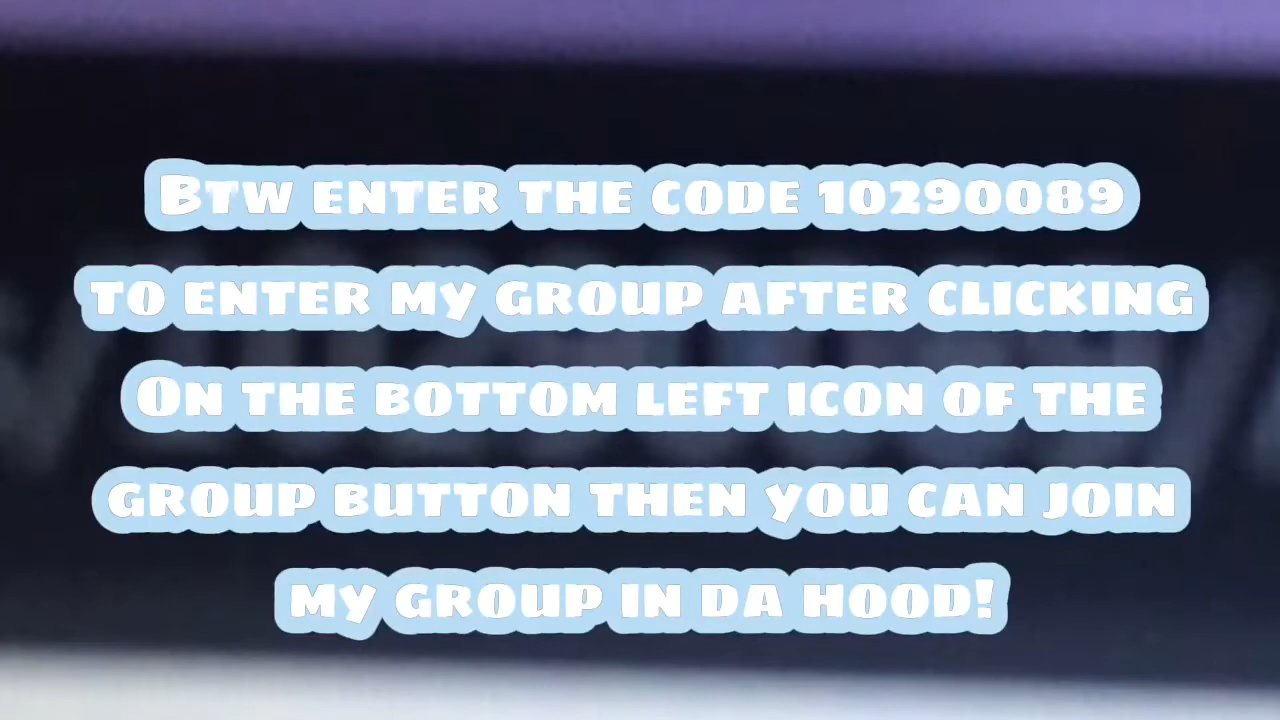 Btw enter the code 10290089
to enter my group after clicking
On the bottom left icon of the
group button then you can join
my group in da hood!